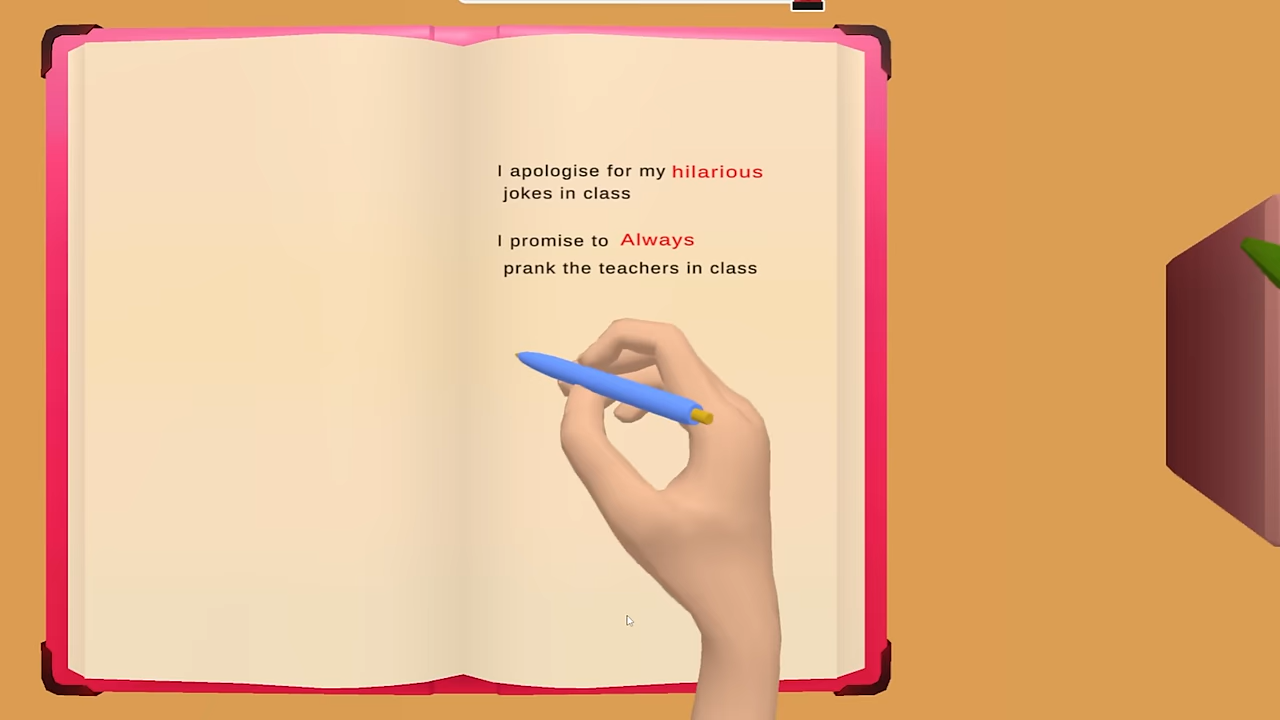 I apologise for my hilarious
jokes in class
I promise to Always
prank the teachers in class